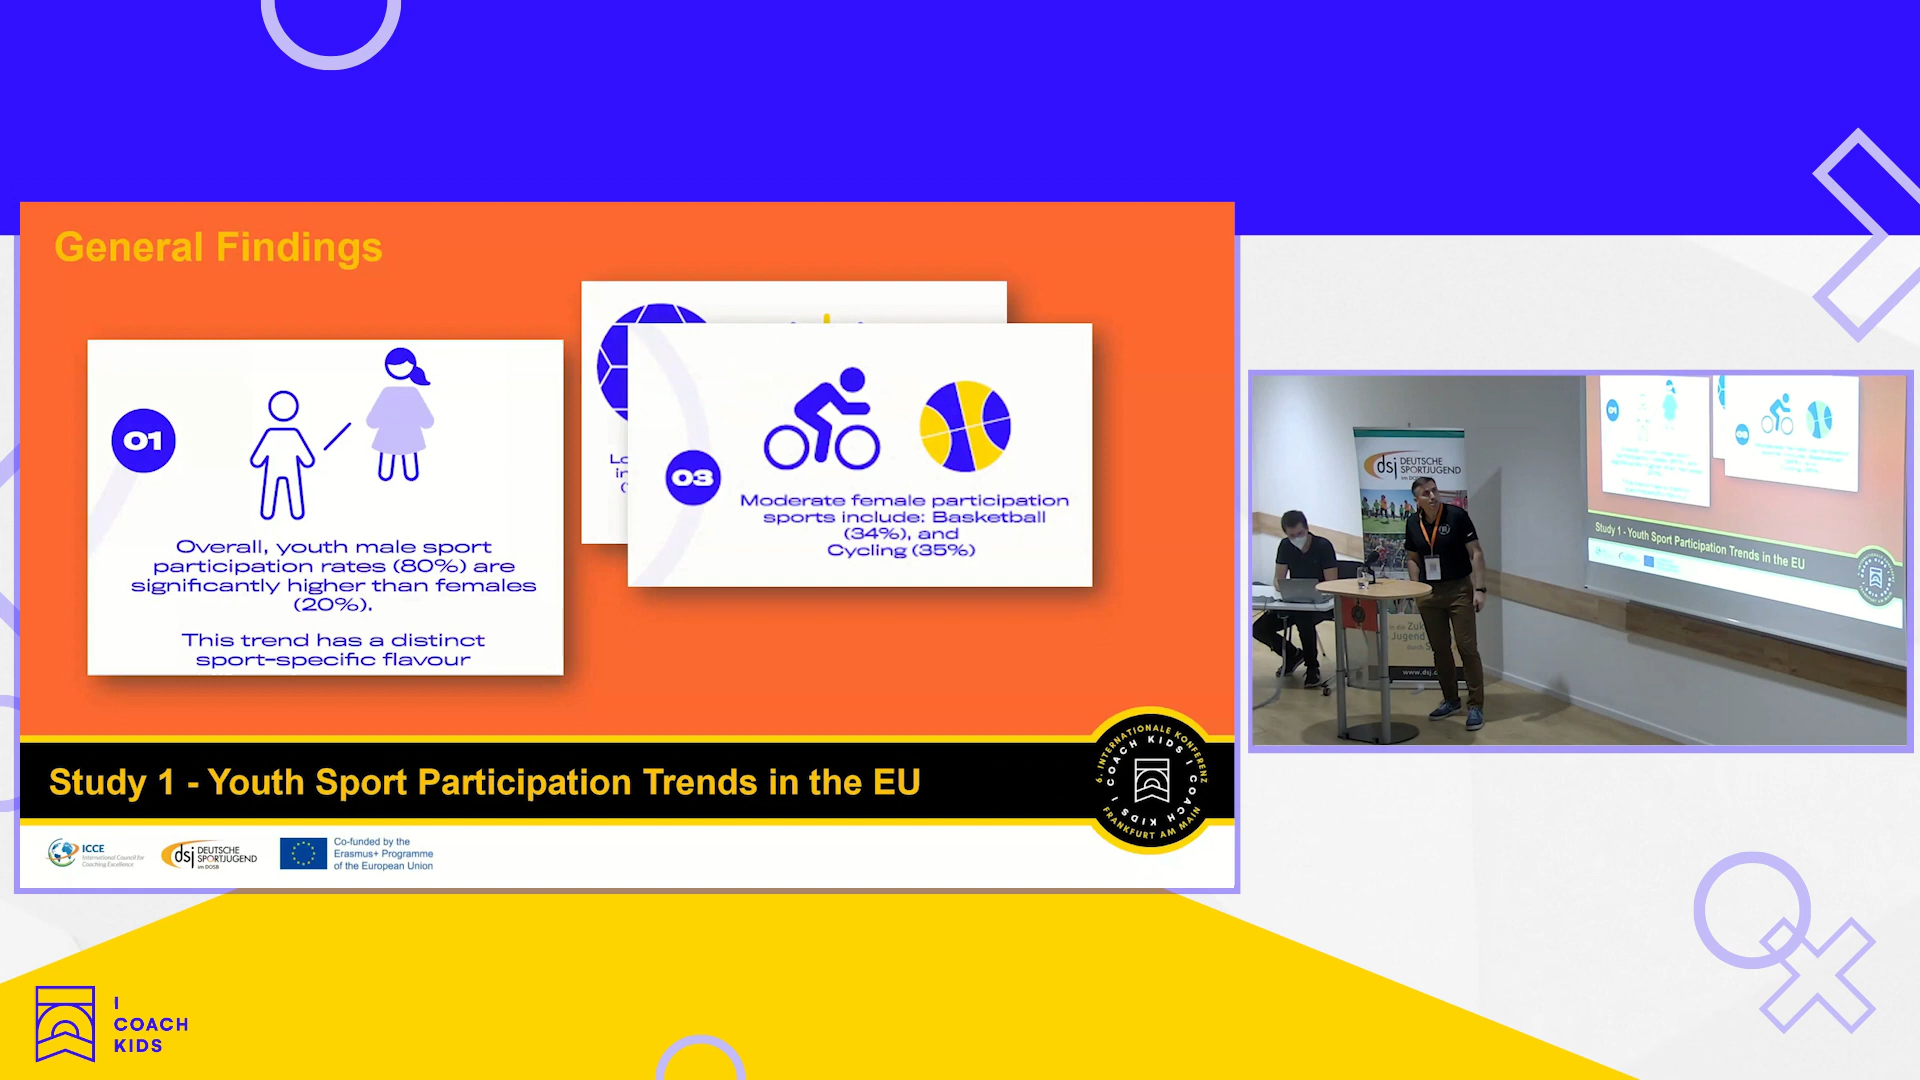 General Findings
01
Overall, youth male sport
participation rates (80%) are
significantly higher than females
(20%).
This trend has a distinct
sport-specific flavour
03
Moderate female participation
sports include: Basketball
(34%), and
Cycling (35%)
Study 1 - Youth Sport Participation Trends in the EU
6. INTERNATIONALE KONFERENZ
I COACH KIDS I COACH KIDS
FRANKFURT AM MAIN
ICCE
International Council for
Coaching Excellence
dsj DEUTSCHE
SPORTJUGEND
im DOSB
Co-funded by the
Erasmus+ Programme
of the European Union
dsj DEUTSCHE
SPORTJUGEND
Study 1 - Youth Sport Participation Trends in the EU
I
COACH
KIDS